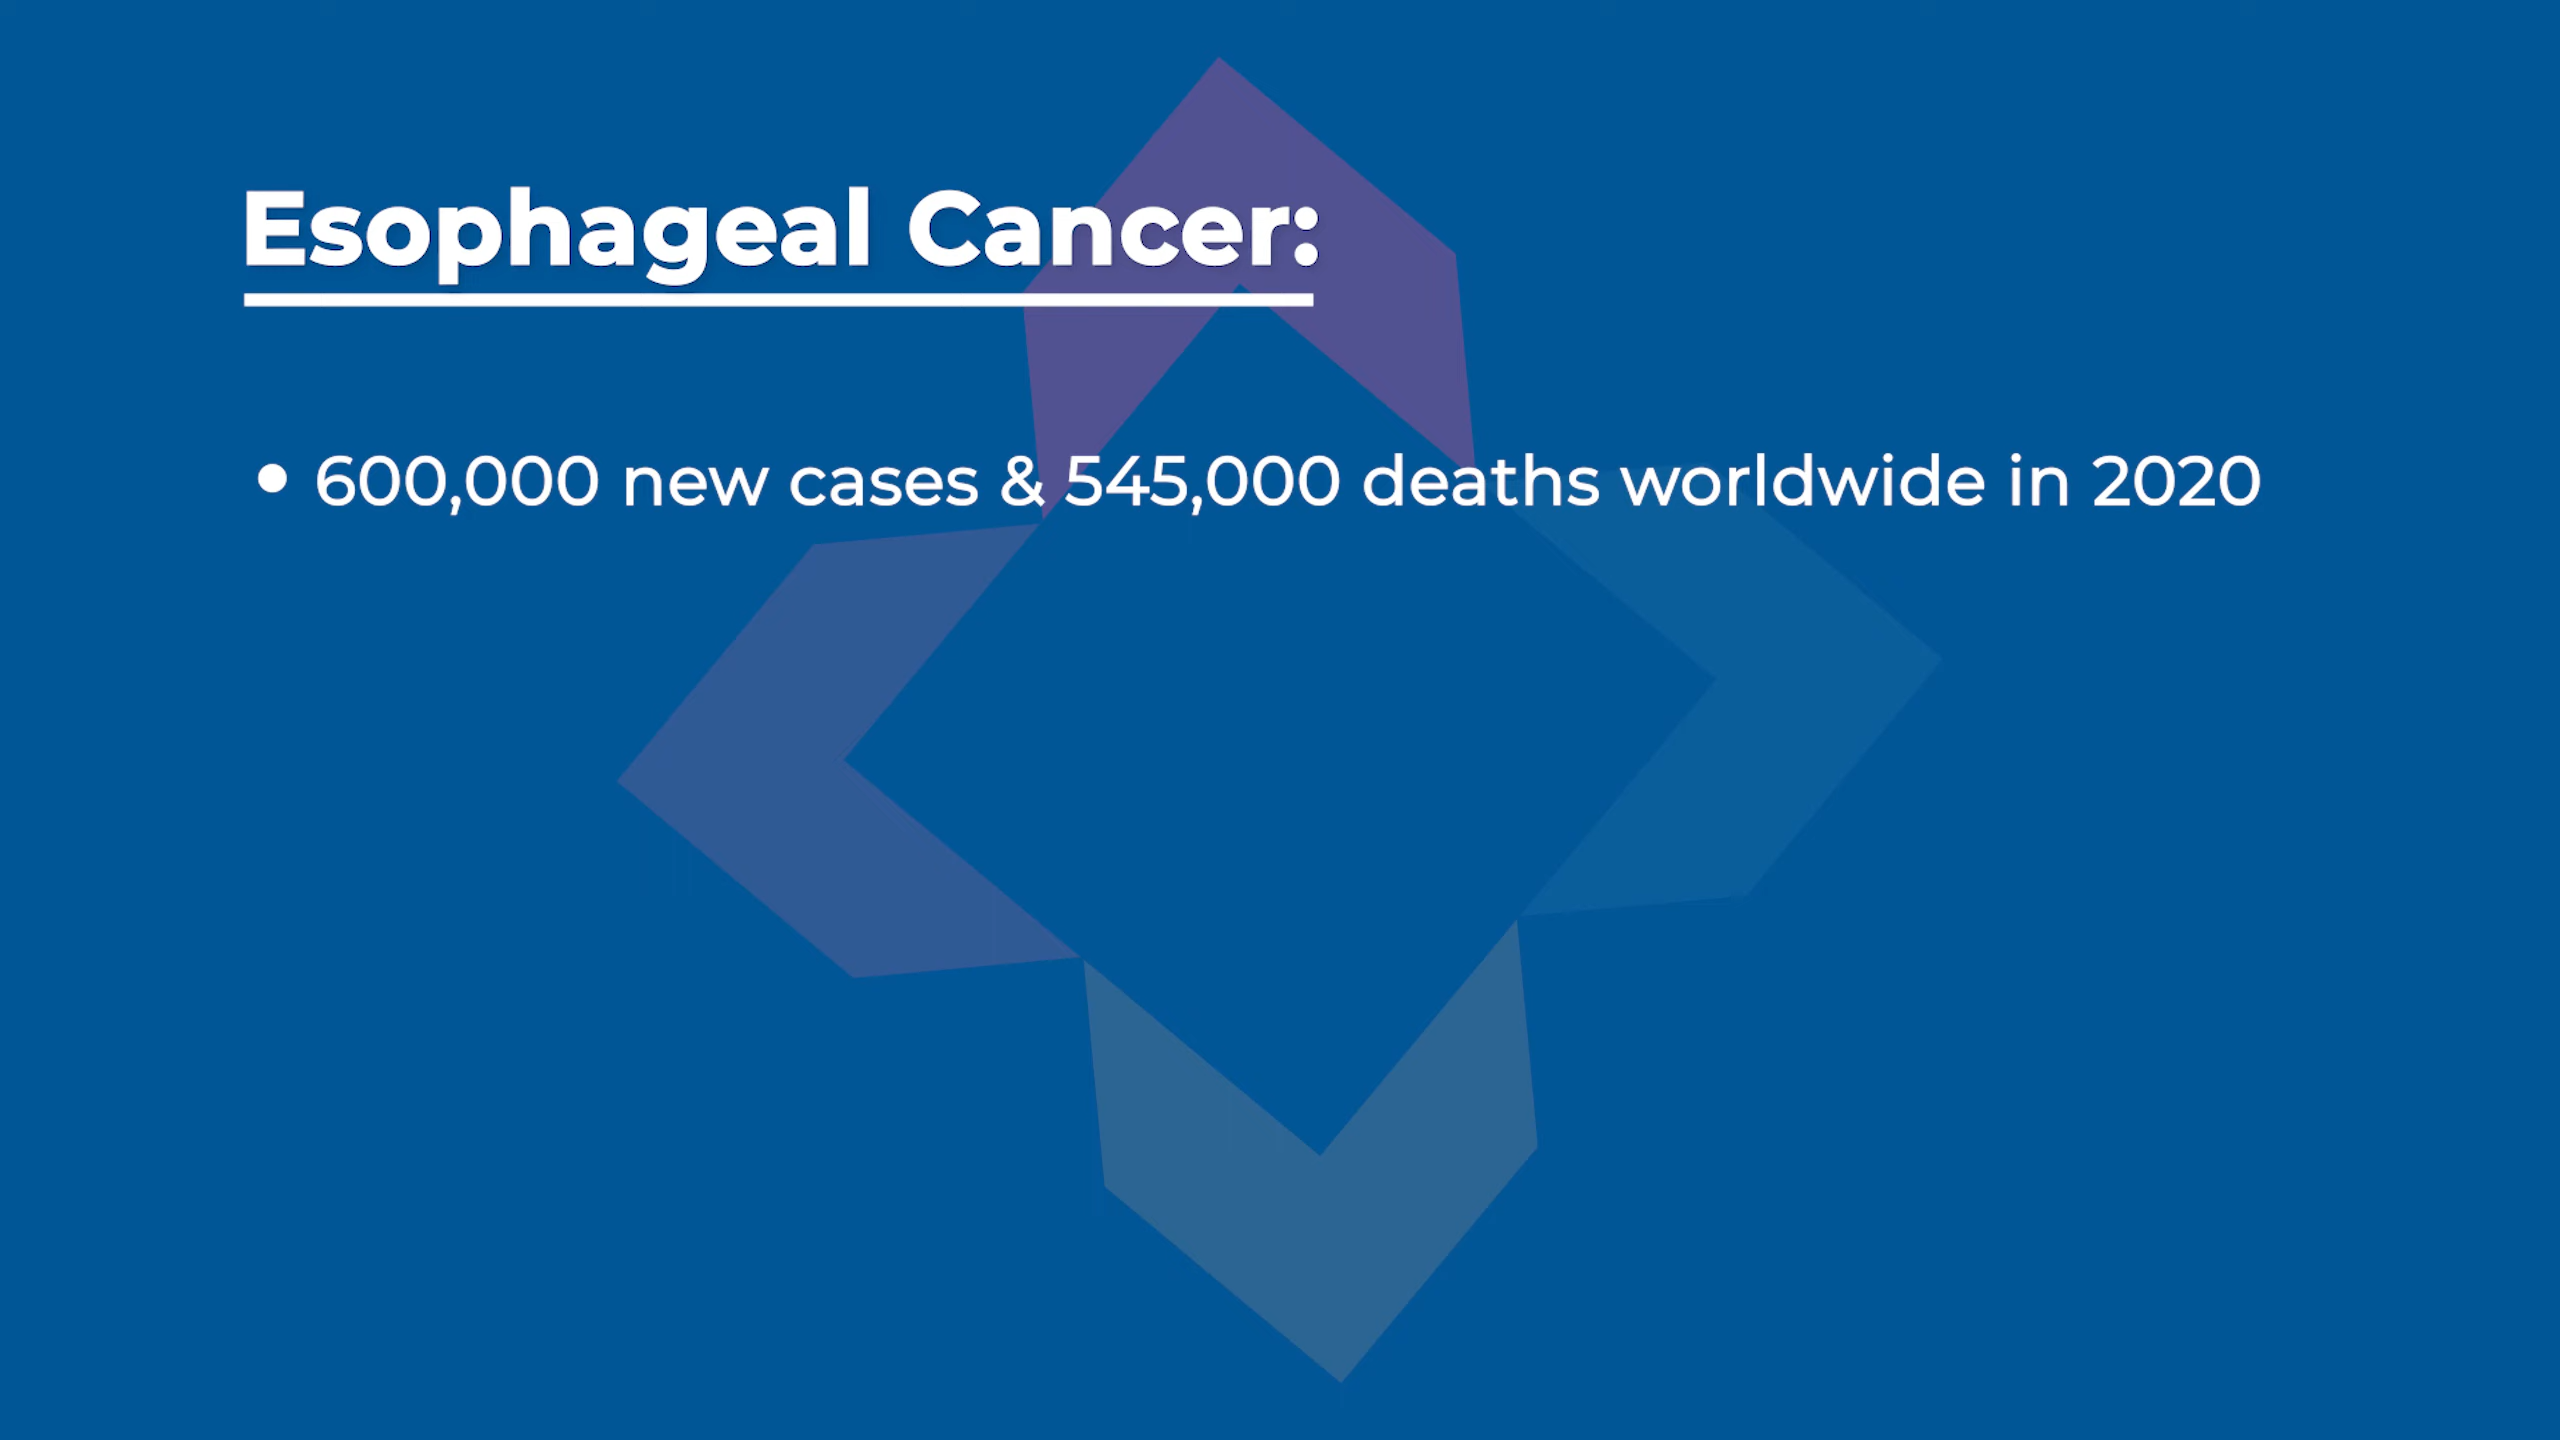 Esophageal Cancer:
• 600,000 new cases & 545,000 deaths worldwide in 2020